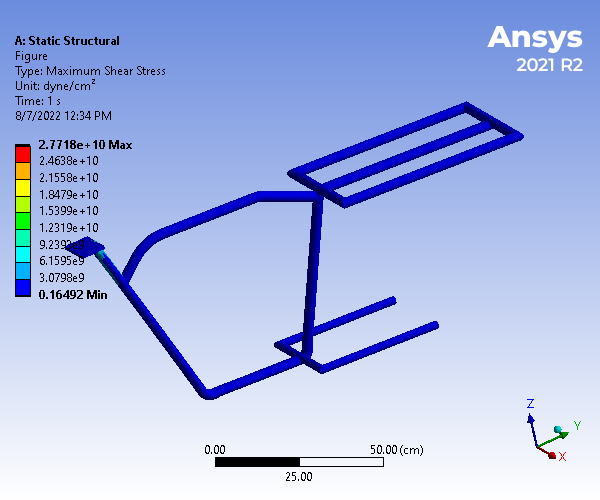 Ansys
2021 R2
A: Static Structural
Figure
Type: Maximum Shear Stress
Unit: dyne/cm²
Time: 1 s
8/7/2022 12:34 PM
2.7718e+10 Max
2.4638e+10
2.1558e+10
1.8479e+10
1.5399e+10
1.2319e+10
6.1595e9
3.0798e9
0.16492 Min
0.00
50.00 (cm)
25.00
Z
Y
X